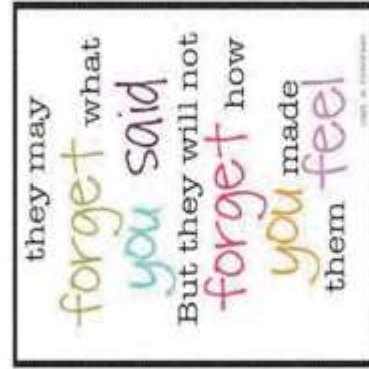 they may
forget what
you said
But they will not
forget how
you made
them feel